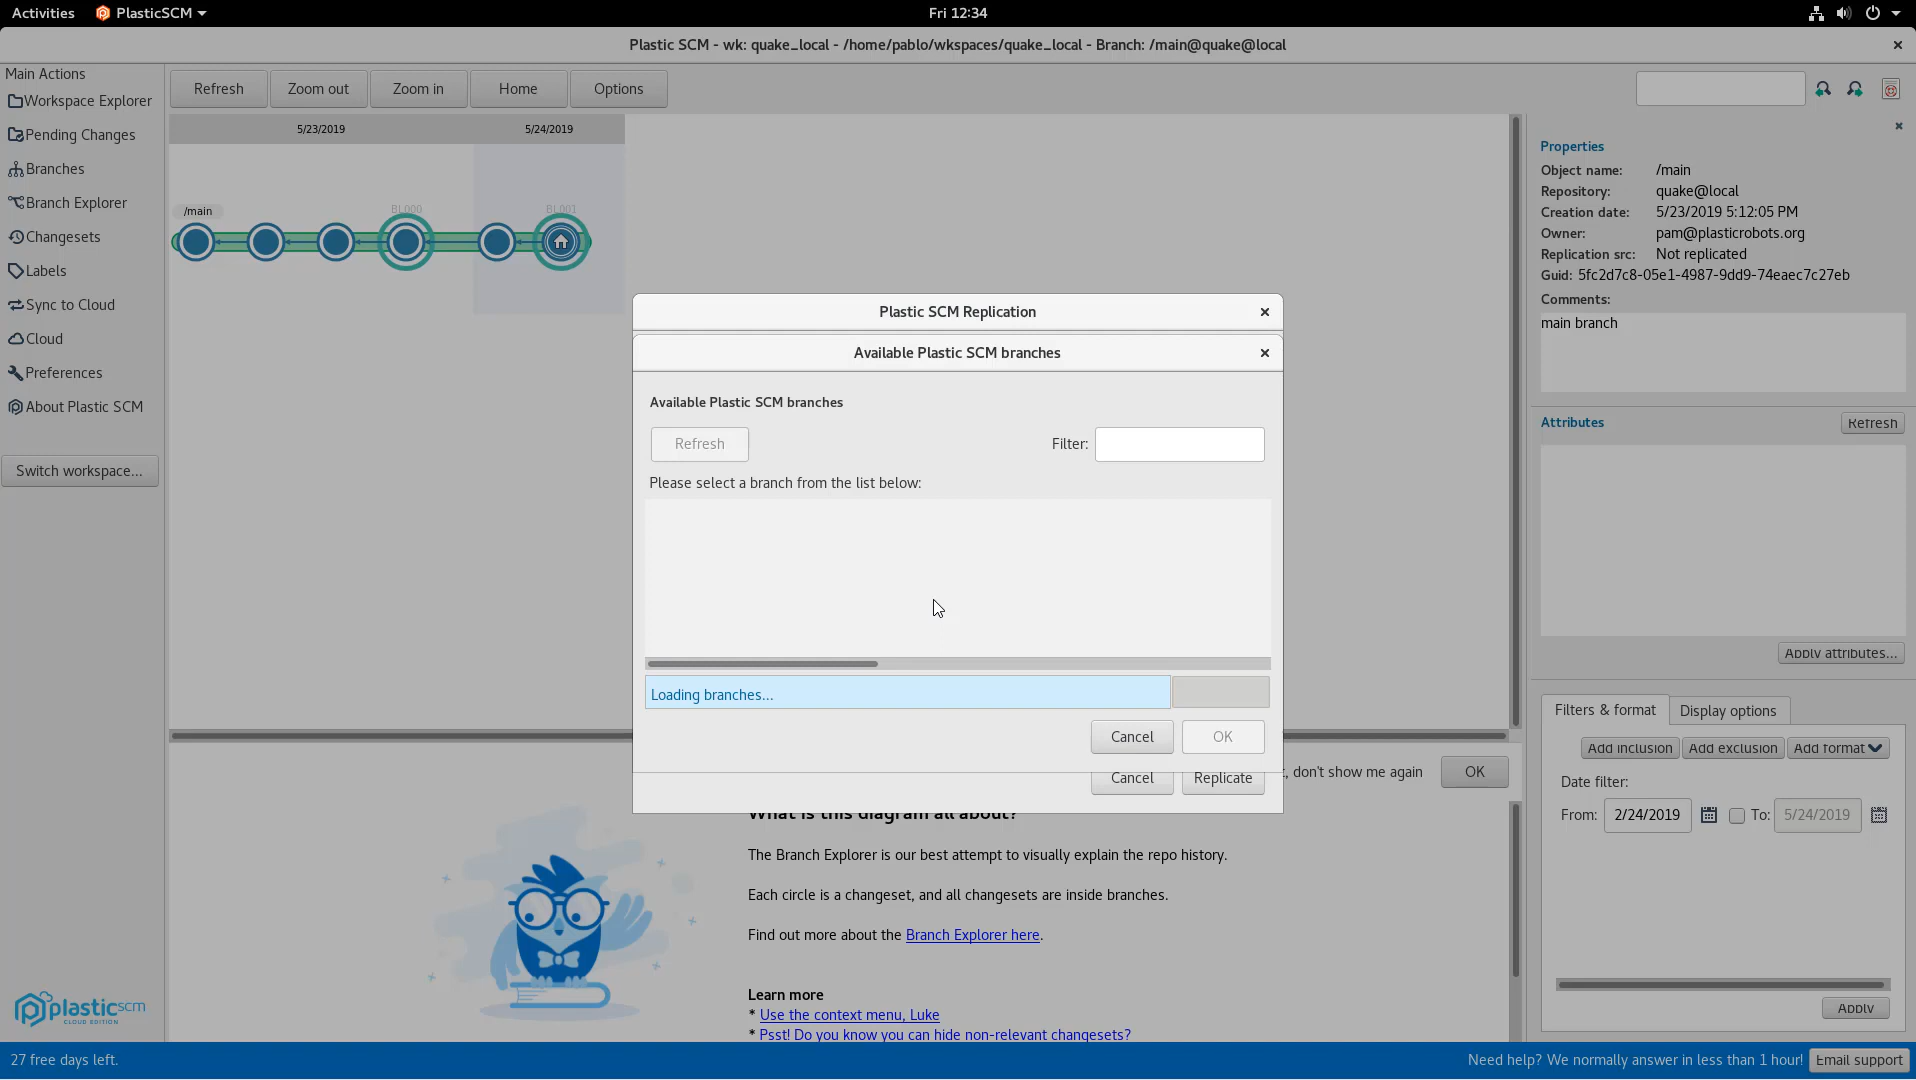 Activities
PlasticSCM
Fri 12:34
Plastic SCM - wk: quake_local - /home/pablo/wkspaces/quake_local - Branch: /main@quake@local
Main Actions
Workspace Explorer
Pending Changes
Branches
Branch Explorer
Changesets
Labels
Sync to Cloud
Cloud
Preferences
About Plastic SCM
Switch workspace...
plasticscm
CLOUD EDITION
Refresh
Zoom out
Zoom in
Home
Options
5/23/2019
5/24/2019
/main
BL000
BL001
Plastic SCM Replication
Available Plastic SCM branches
Available Plastic SCM branches
Refresh
Filter:
Please select a branch from the list below:
Loading branches...
Cancel
OK
Cancel
Replicate
, don't show me again
OK
What is this diagram all about?
The Branch Explorer is our best attempt to visually explain the repo history.
Each circle is a changeset, and all changesets are inside branches.
Find out more about the Branch Explorer here.
Learn more
* Use the context menu, Luke
* Psst! Do you know you can hide non-relevant changesets?
Properties
Object name: /main
Repository: quake@local
Creation date: 5/23/2019 5:12:05 PM
Owner: pam@plasticrobots.org
Replication src: Not replicated
Guid: 5fc2d7c8-05e1-4987-9dd9-74eaec7c27eb
Comments:
main branch
Attributes
Refresh
Apply attributes...
Filters & format
Display options
Add inclusion
Add exclusion
Add format
Date filter:
From: 2/24/2019
To: 5/24/2019
Apply
27 free days left.
Need help? We normally answer in less than 1 hour!
Email support